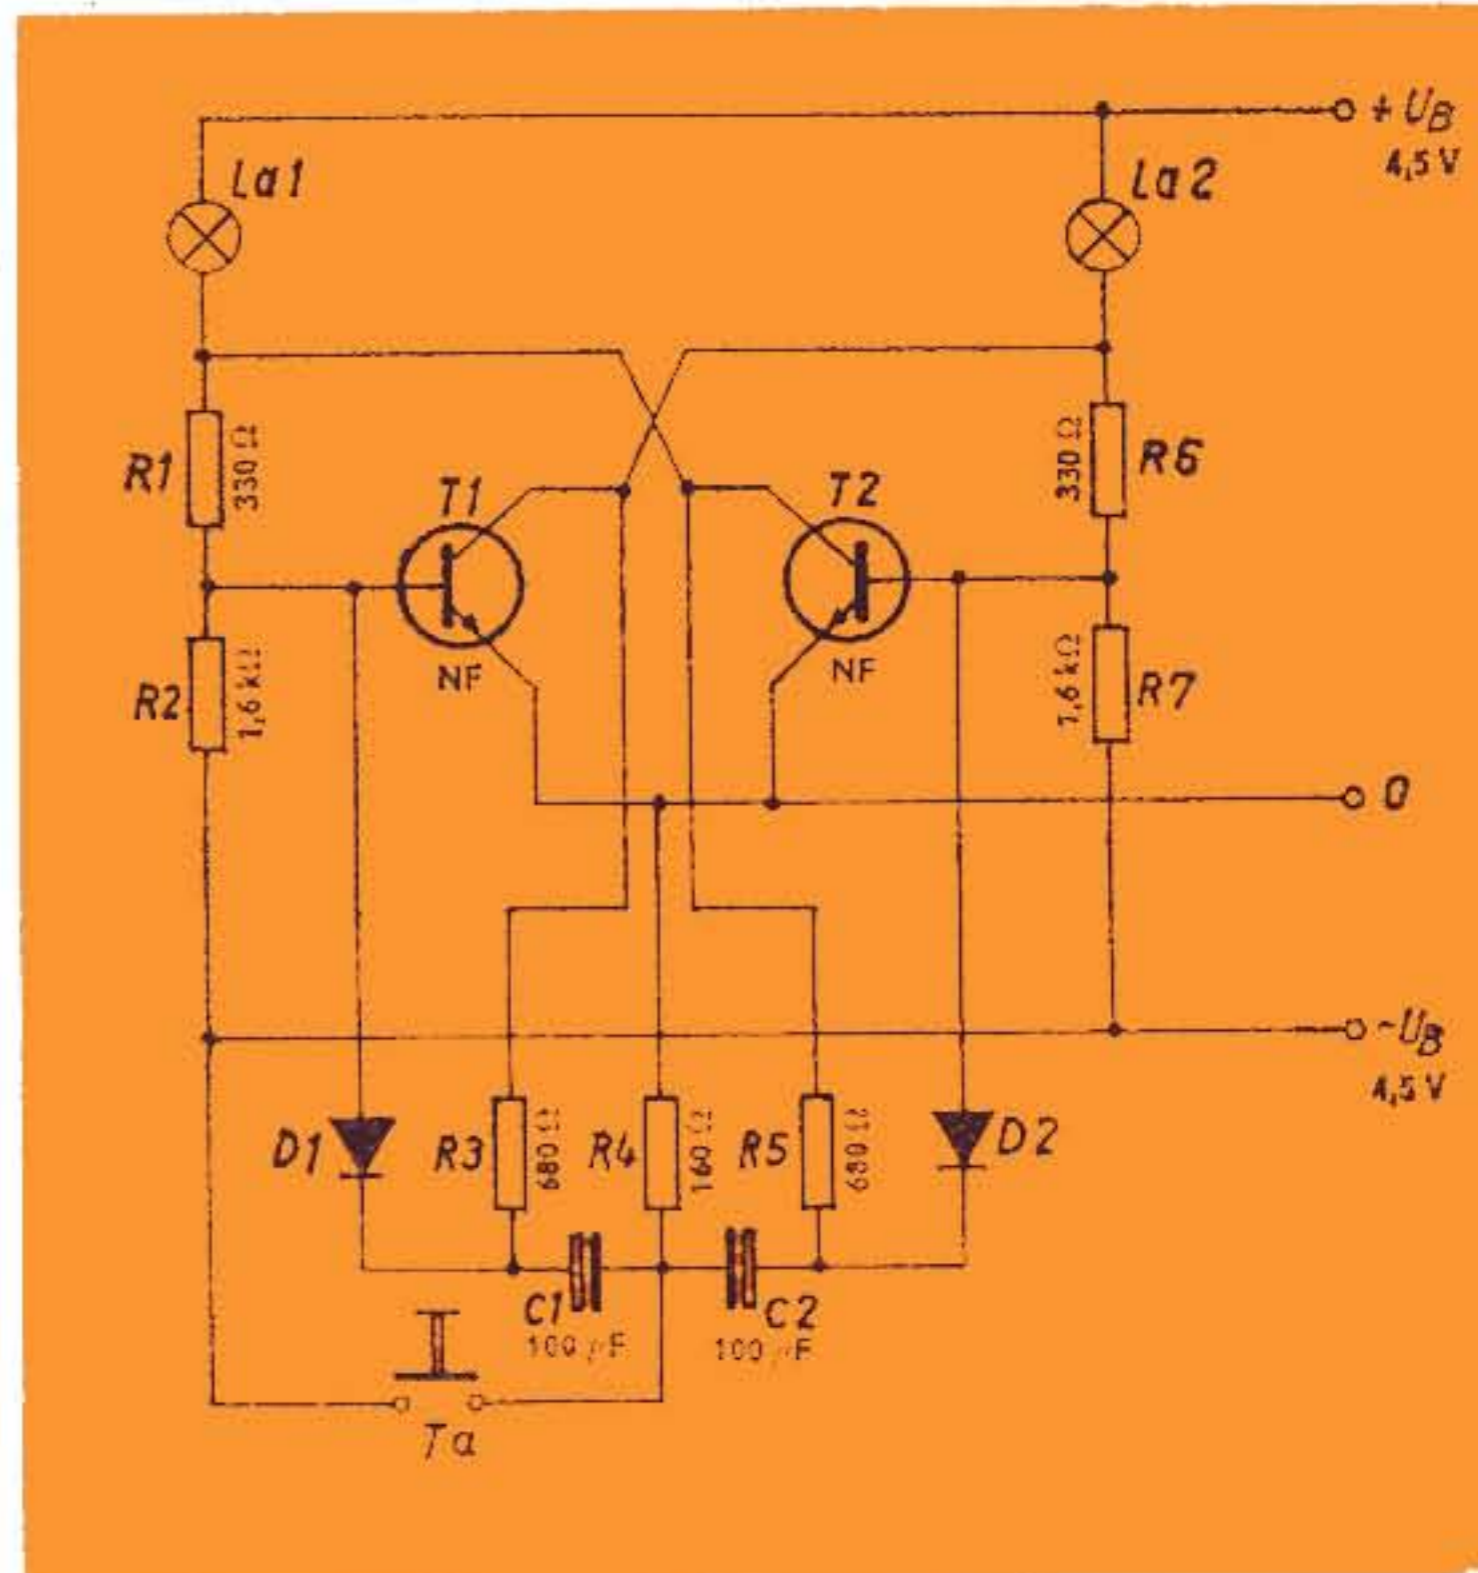 +UB
4,5 V
La1
La2
R1
330 Ω
T1
NF
T2
NF
330 Ω
R6
R2
1,6 kΩ
1,6 kΩ
R7
0
-UB
4,5 V
D1
R3
680 Ω
R4
160 Ω
R5
680 Ω
D2
C1
100 µF
C2
100 µF
Ta